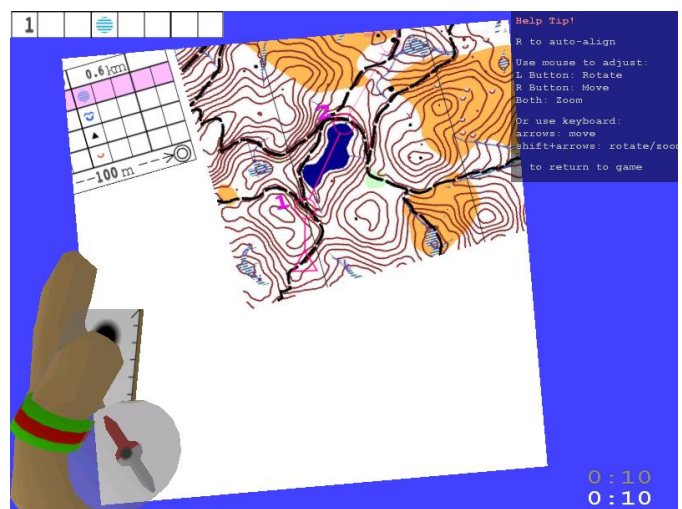 1
Help Tip!
R to auto-align
Use mouse to adjust:
L Button: Rotate
R Button: Move
Both: Zoom
Or use keyboard:
arrows: move
shift+arrows: rotate/zoo
to return to game
0.6 km
--100 m
2
1
0:10
0:10